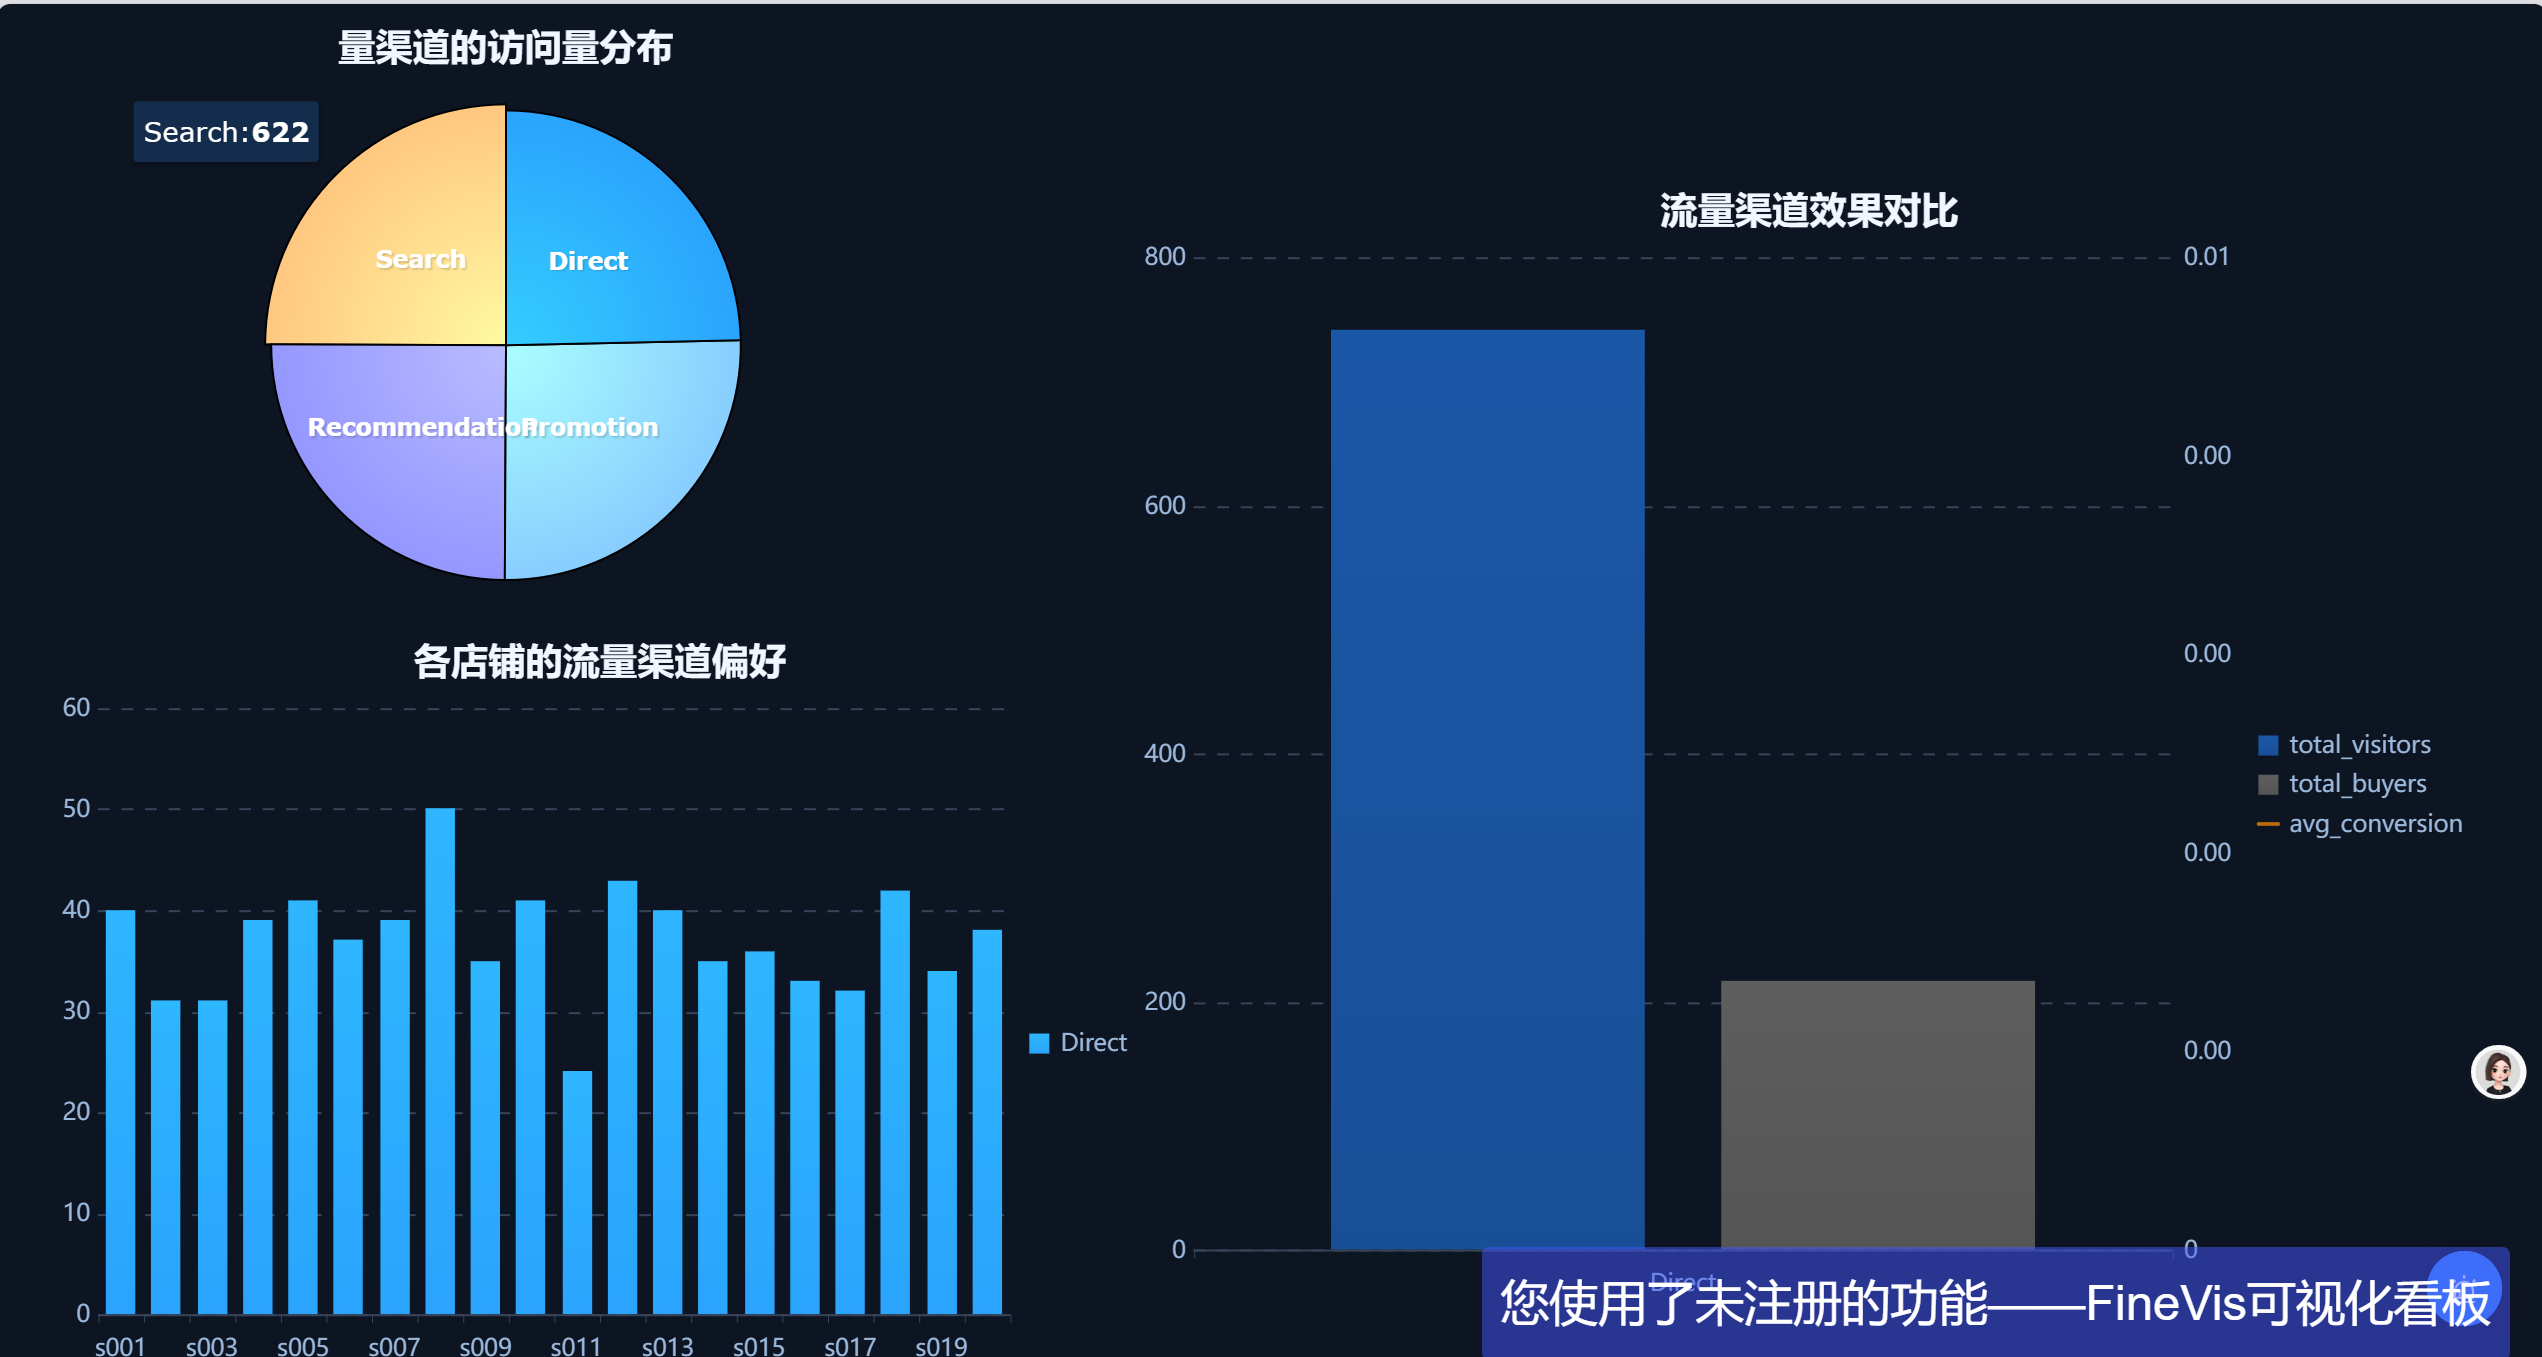 量渠道的访问量分布
Search:622
Search
Direct
Recommendation
Promotion
各店铺的流量渠道偏好
60
50
40
30
20
10
0
s001 s003 s005 s007 s009 s011 s013 s015 s017 s019
Direct
流量渠道效果对比
800
600
400
200
0
0.01
0.00
0.00
0.00
0.00
0
total_visitors
total_buyers
avg_conversion
Direct
您使用了未注册的功能——FineVis可视化看板